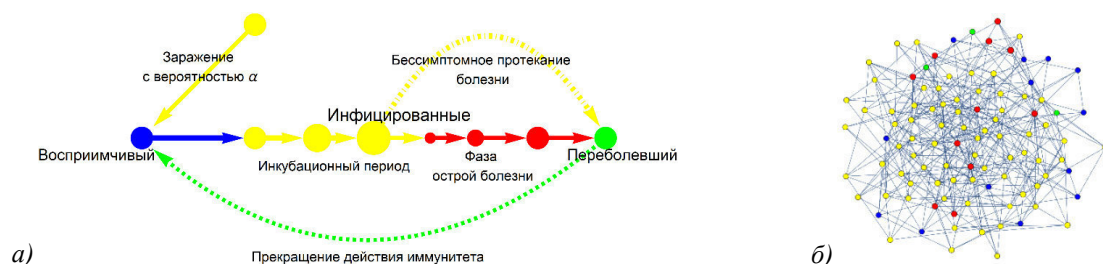 Заражение
с вероятностью α
Бессимптомное протекание
болезни
Инфицированные
Восприимчивый
Инкубационный период
Фаза
острой болезни
Переболевший
Прекращение действия иммунитета
а)
б)